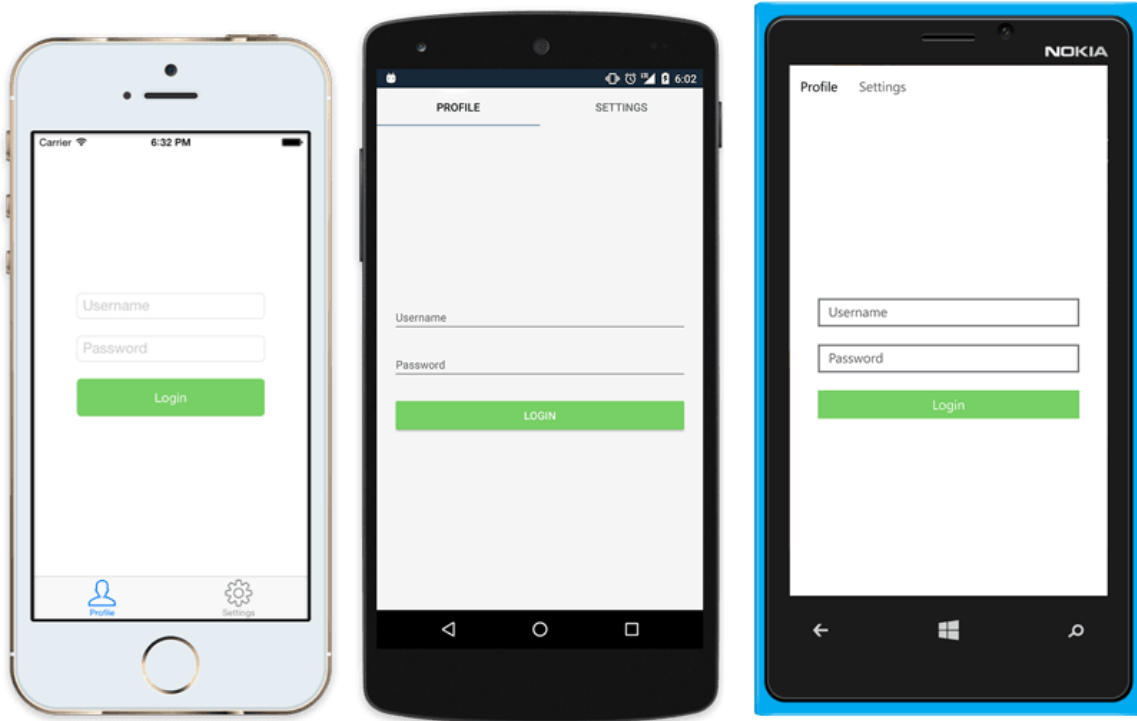 Carrier 6:32 PM
Username
Password
Login
Profile Settings
6:02
PROFILE SETTINGS
Username
Password
LOGIN
NOKIA
Profile Settings
Username
Password
Login